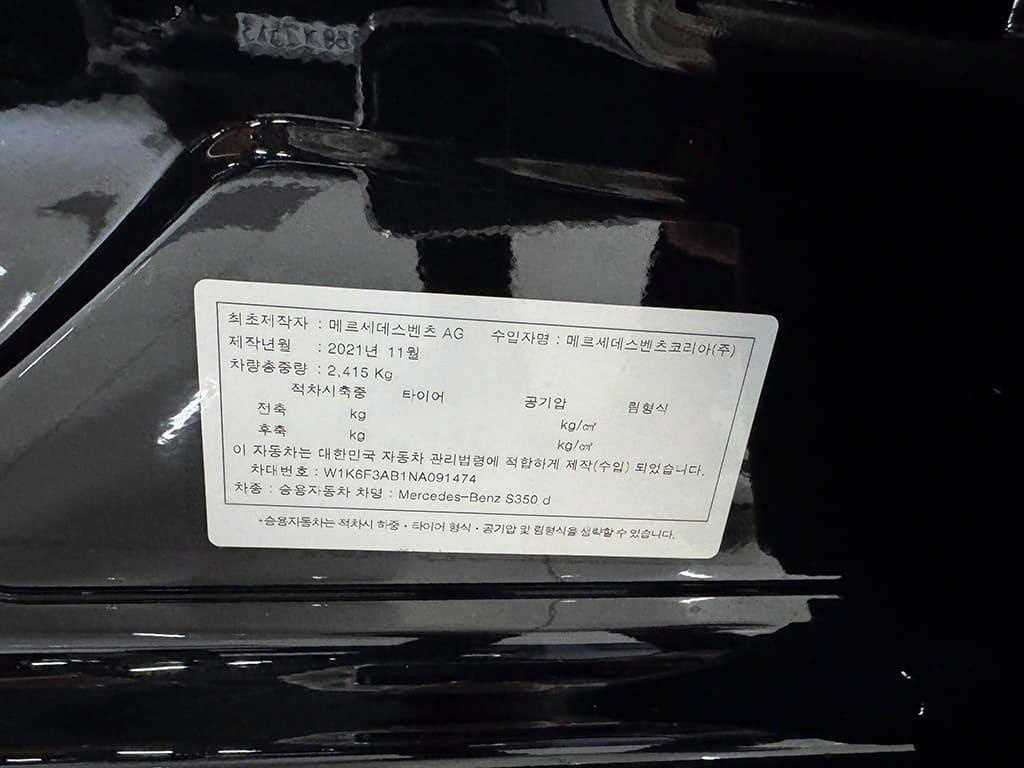 최초제작자 : 메르세데스벤츠 AG 수입자명 : 메르세데스벤츠코리아(주)
제작년월 : 2021년 11월
차량총중량 : 2,415 Kg
적차시축중 타이어 공기압 림형식
전축 kg kg/㎠
후축 kg kg/㎠
이 자동차는 대한민국 자동차 관리법령에 적합하게 제작(수입) 되었습니다.
차대번호 : W1K6F3AB1NA091474
차종 : 승용자동차 차명 : Mercedes-Benz S350 d
*승용자동차는 적차시 하중·타이어 형식·공기압 및 림형식을 생략할 수 있습니다.